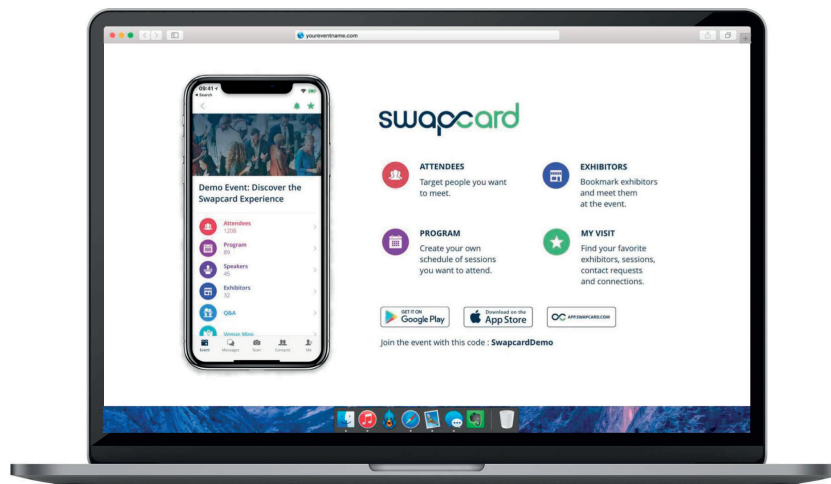 youreventname.com
09:41
Search
Demo Event: Discover the
Swapcard Experience
Attendees
1208
Program
89
Speakers
45
Exhibitors
32
Q&A
Venue Map
Event
Messages
Scan
Contacts
Me
swapcard
ATTENDEES
Target people you want
to meet.
EXHIBITORS
Bookmark exhibitors
and meet them
at the event.
PROGRAM
Create your own
schedule of sessions
you want to attend.
MY VISIT
Find your favorite
exhibitors, sessions,
contact requests
and connections.
GET IT ON
Google Play
Download on the
App Store
APP.SWAPCARD.COM
Join the event with this code : SwapcardDemo